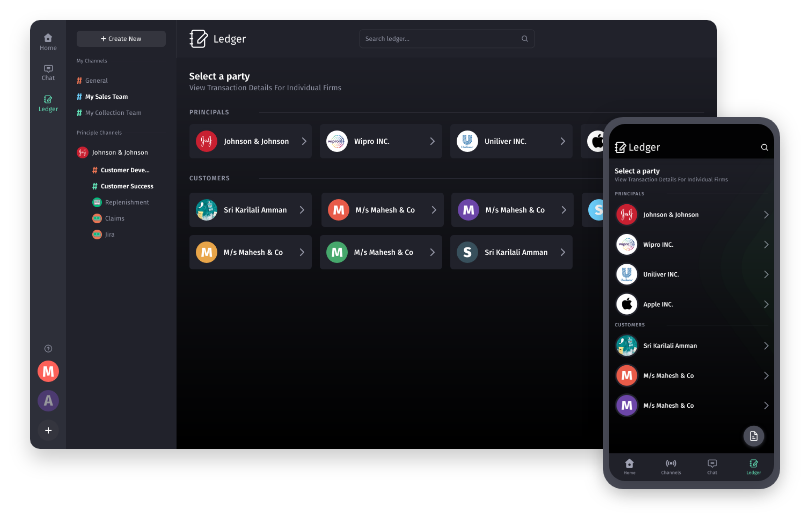 Home
Chat
Ledger
+ Create New
My Channels
# General
# My Sales Team
# My Collection Team
Principle Channels
Johnson & Johnson
# Customer Deve...
# Customer Success
Replenishment
Claims
Jira
M
A
+
Ledger
Search ledger...
Select a party
View Transaction Details For Individual Firms
PRINCIPALS
Johnson & Johnson
Wipro INC.
Uniliver INC.
CUSTOMERS
Sri Karilali Amman
M M/s Mahesh & Co
M M/s Mahesh & Co
S
M M/s Mahesh & Co
M M/s Mahesh & Co
S Sri Karilali Amman
Ledger
Select a party
View Transaction Details For Individual Firms
PRINCIPALS
Johnson & Johnson
Wipro INC.
Uniliver INC.
Apple INC.
CUSTOMERS
Sri Karilali Amman
M M/s Mahesh & Co
M M/s Mahesh & Co
Home
Channels
Chat
Ledger